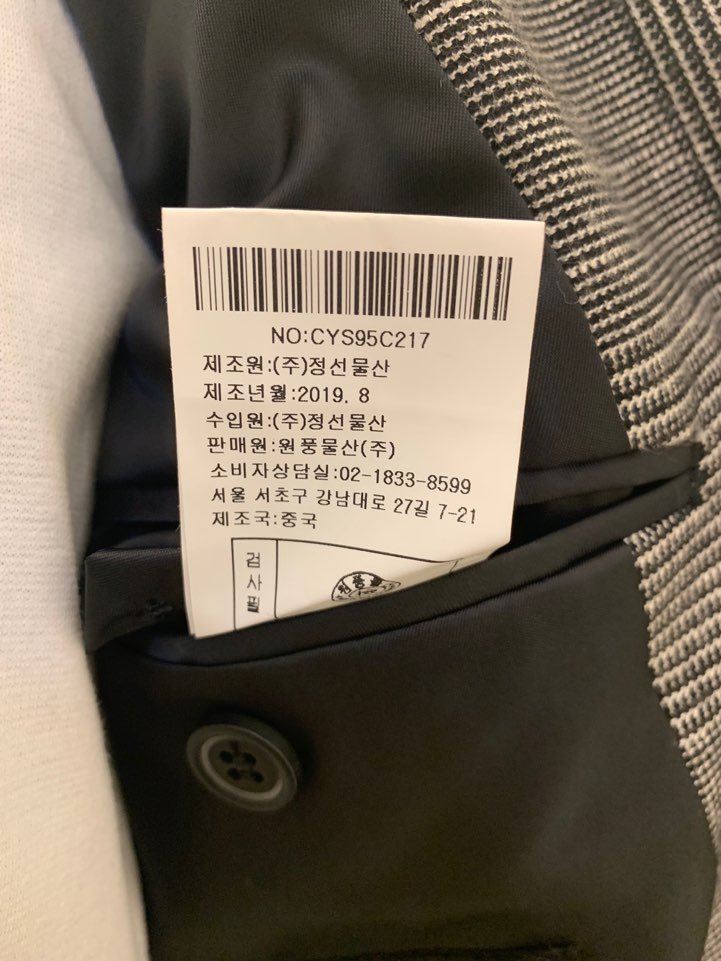 NO:CYS95C217
제조원:(주)정선물산
제조년월:2019. 8
수입원:(주)정선물산
판매원:원풍물산(주)
소비자상담실:02-1833-8599
서울 서초구 강남대로 27길 7-21
제조국:중국
검
사
필
원풍물